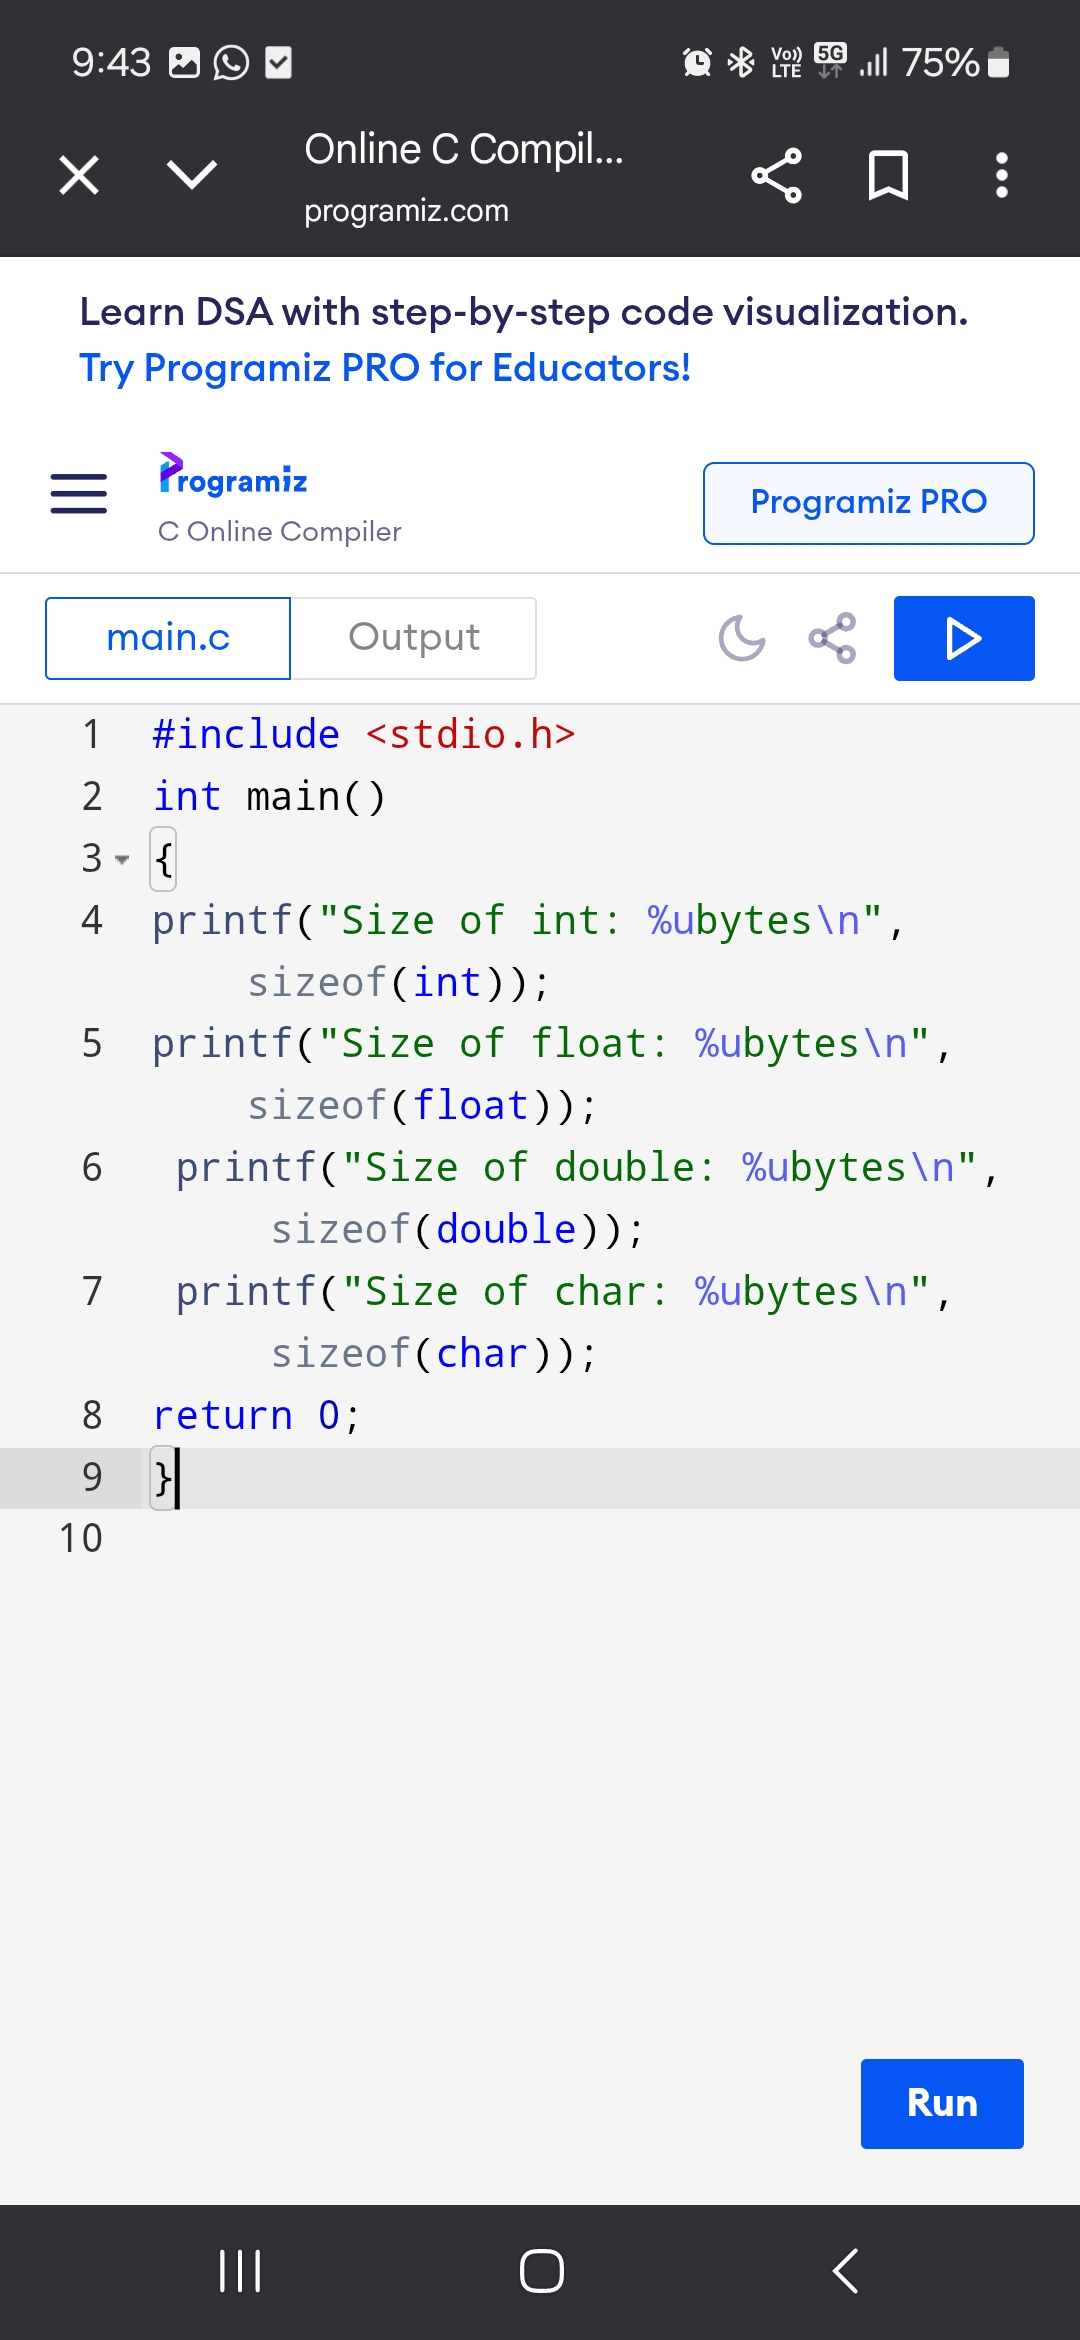 9:43 Vo)) LTE 5G 75%
Online C Compil...
programiz.com
Learn DSA with step-by-step code visualization.
Try Programiz PRO for Educators!
Programiz
C Online Compiler
Programiz PRO
main.c Output
1 #include <stdio.h>
2 int main()
3 {
4 printf("Size of int: %ubytes\n",
sizeof(int));
5 printf("Size of float: %ubytes\n",
sizeof(float));
6 printf("Size of double: %ubytes\n",
sizeof(double));
7 printf("Size of char: %ubytes\n",
sizeof(char));
8 return 0;
9 }
10
Run